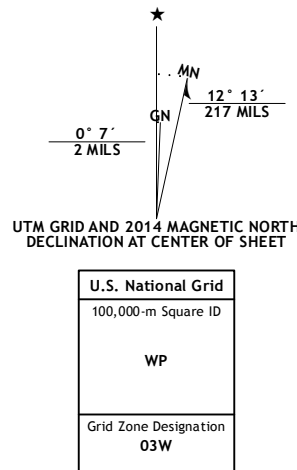 MN
GN
12° 13´
217 MILS
0° 7´
2 MILS
UTM GRID AND 2014 MAGNETIC NORTH
DECLINATION AT CENTER OF SHEET
U.S. National Grid
100,000-m Square ID
WP
Grid Zone Designation
03W